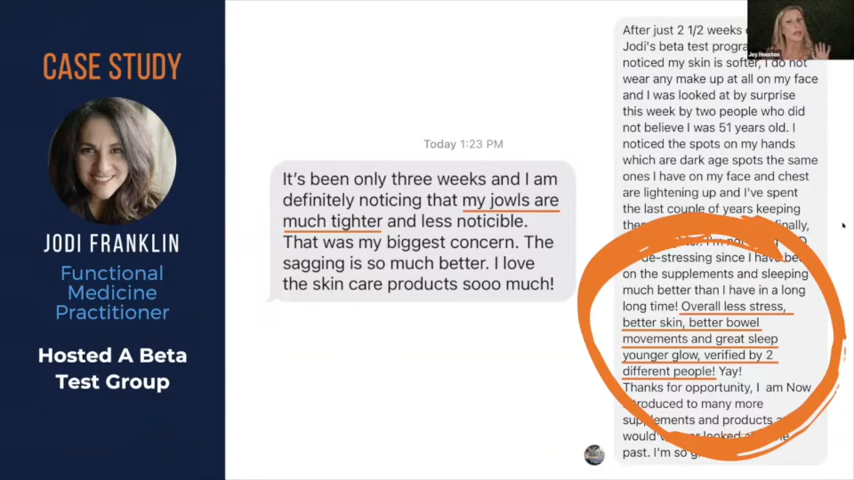 CASE STUDY
JODI FRANKLIN
Functional
Medicine
Practitioner
Hosted A Beta
Test Group
Today 1:23 PM
It's been only three weeks and I am
definitely noticing that my jowls are
much tighter and less noticible.
That was my biggest concern. The
sagging is so much better. I love
the skin care products sooo much!
Joy Houston
After just 2 1/2 weeks
Jodi's beta test
noticed my skin is softer, I do not
wear any make up at all on my face
and I was looked at by surprise
this week by two people who did
not believe I was 51 years old. I
noticed the spots on my hands
which are dark age spots the same
ones I have on my face and chest
are lightening up and I've spent
the last couple of years keeping
I'm
de-stressing since I have
on the supplements and sleeping
much better than I have in a long
long time! Overall less stress,
better skin, better bowel
movements and great sleep
younger glow, verified by 2
different people! Yay!
Thanks for opportunity, I am Now
to many more
supplements and products
would looked
past. I'm so